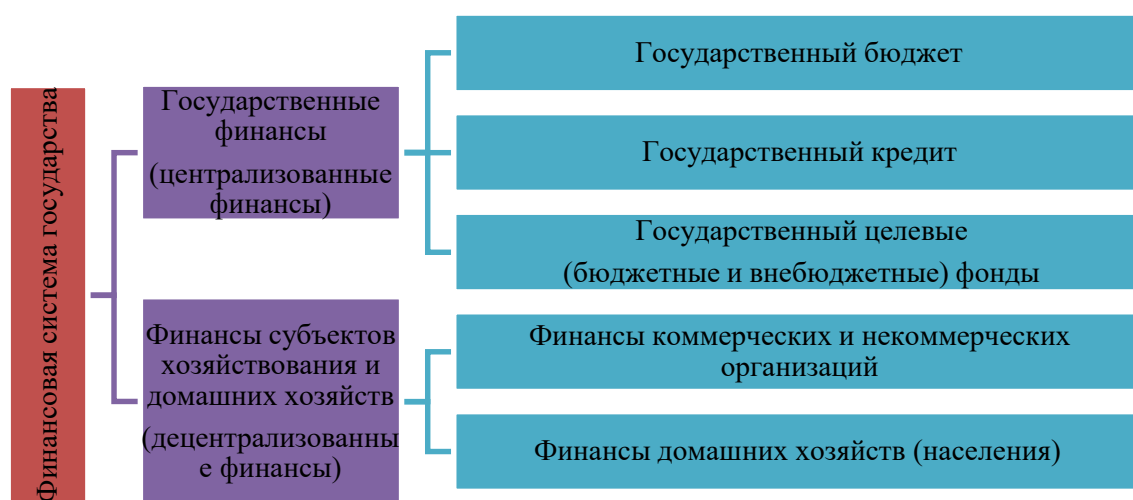 Финансовая система государства
Государственные
финансы
(централизованные
финансы)
Государственный бюджет
Государственный кредит
Государственный целевые
(бюджетные и внебюджетные) фонды
Финансы субъектов
хозяйствования и
домашних хозяйств
(децентрализованны
е финансы)
Финансы коммерческих и некоммерческих
организаций
Финансы домашних хозяйств (населения)